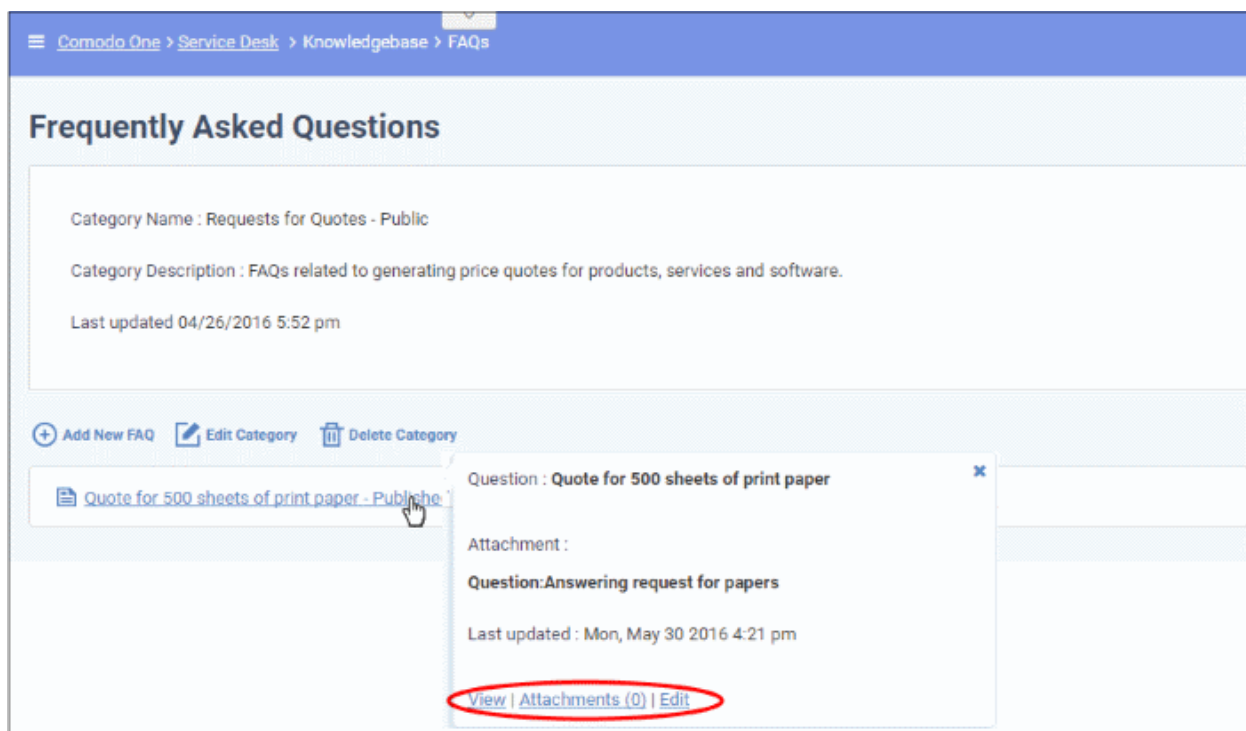 Comodo One > Service Desk > Knowledgebase > FAQs
Frequently Asked Questions
Category Name : Requests for Quotes - Public
Category Description : FAQs related to generating price quotes for products, services and software.
Last updated 04/26/2016 5:52 pm
Add New FAQ Edit Category Delete Category
Quote for 500 sheets of print paper - Publishe
Question : Quote for 500 sheets of print paper
Attachment :
Question:Answering request for papers
Last updated : Mon, May 30 2016 4:21 pm
View | Attachments (0) | Edit